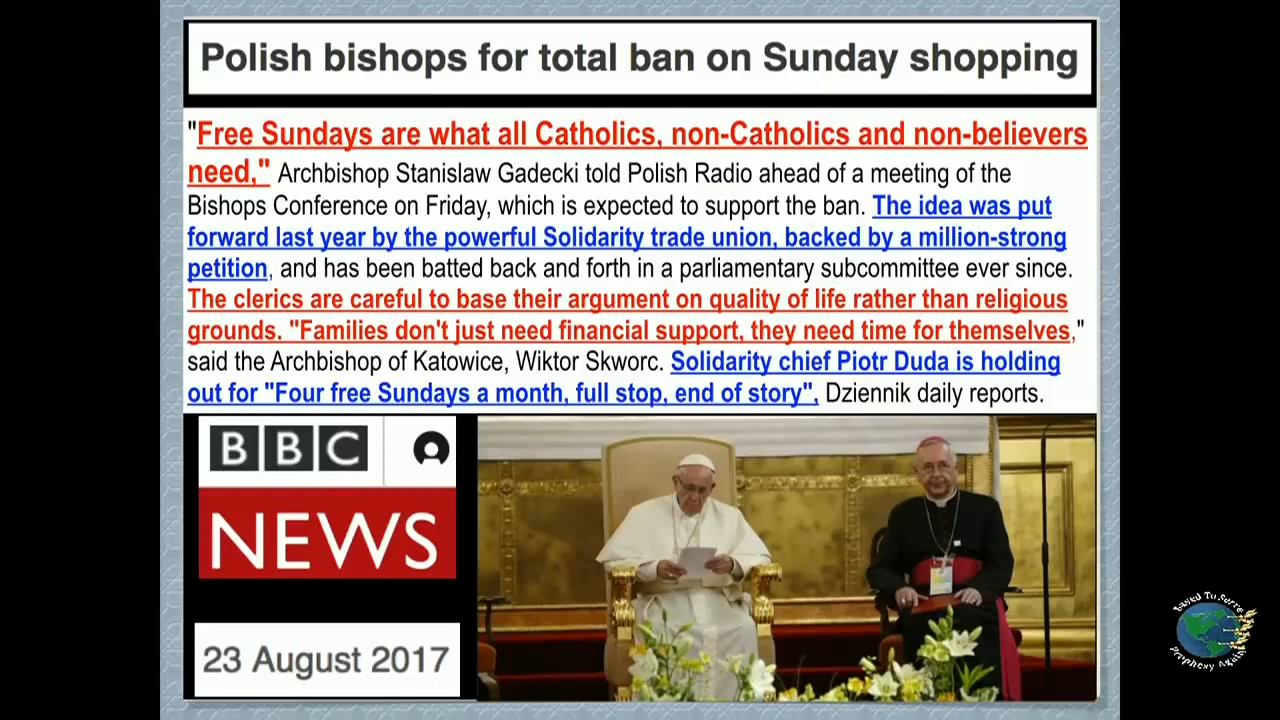 Polish bishops for total ban on Sunday shopping
"Free Sundays are what all Catholics, non-Catholics and non-believers
need," Archbishop Stanislaw Gadecki told Polish Radio ahead of a meeting of the
Bishops Conference on Friday, which is expected to support the ban. The idea was put
forward last year by the powerful Solidarity trade union, backed by a million-strong
petition, and has been batted back and forth in a parliamentary subcommittee ever since.
The clerics are careful to base their argument on quality of life rather than religious
grounds. "Families don't just need financial support, they need time for themselves,"
said the Archbishop of Katowice, Wiktor Skworc. Solidarity chief Piotr Duda is holding
out for "Four free Sundays a month, full stop, end of story", Dziennik daily reports.
BBC
NEWS
23 August 2017
To Serve
Prophexy Again